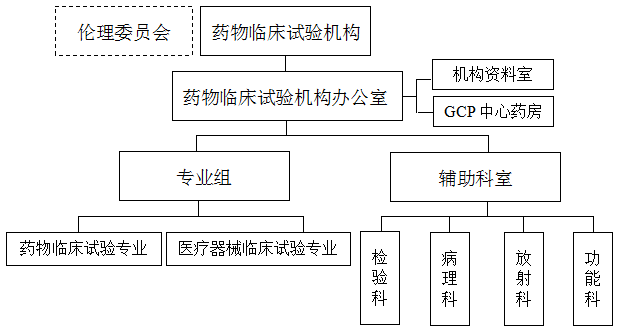 伦理委员会
药物临床试验机构
药物临床试验机构办公室
机构资料室
GCP 中心药房
专业组
辅助科室
药物临床试验专业
医疗器械临床试验专业
检验科
病理科
放射科
功能科